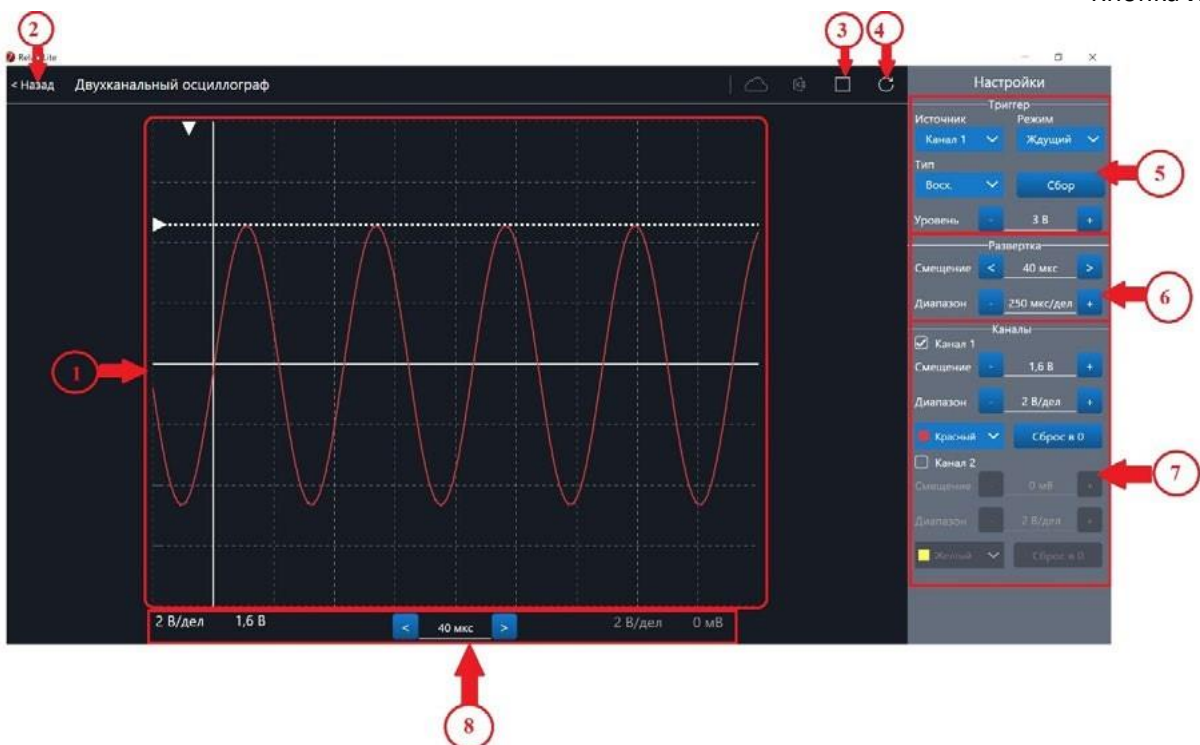 2
3
4
Releon Lite
< Назад
Двухканальный осциллограф
Настройки
Триггер
Источник
Режим
Канал 1
Ждущий
Тип
Восх.
Сбор
5
Уровень
-
3 В
+
Развертка
Смещение
<
40 мкс
>
Диапазон
-
250 мкс/дел
+
6
Каналы
Канал 1
Смещение
-
1,6 В
+
Диапазон
-
2 В/дел
+
Красный
Сброс в 0
Канал 2
Смещение
-
0 мВ
+
Диапазон
-
2 В/дел
+
Желтый
Сброс в 0
7
1
2 В/дел
1,6 В
<
40 мкс
>
2 В/дел
0 мВ
8